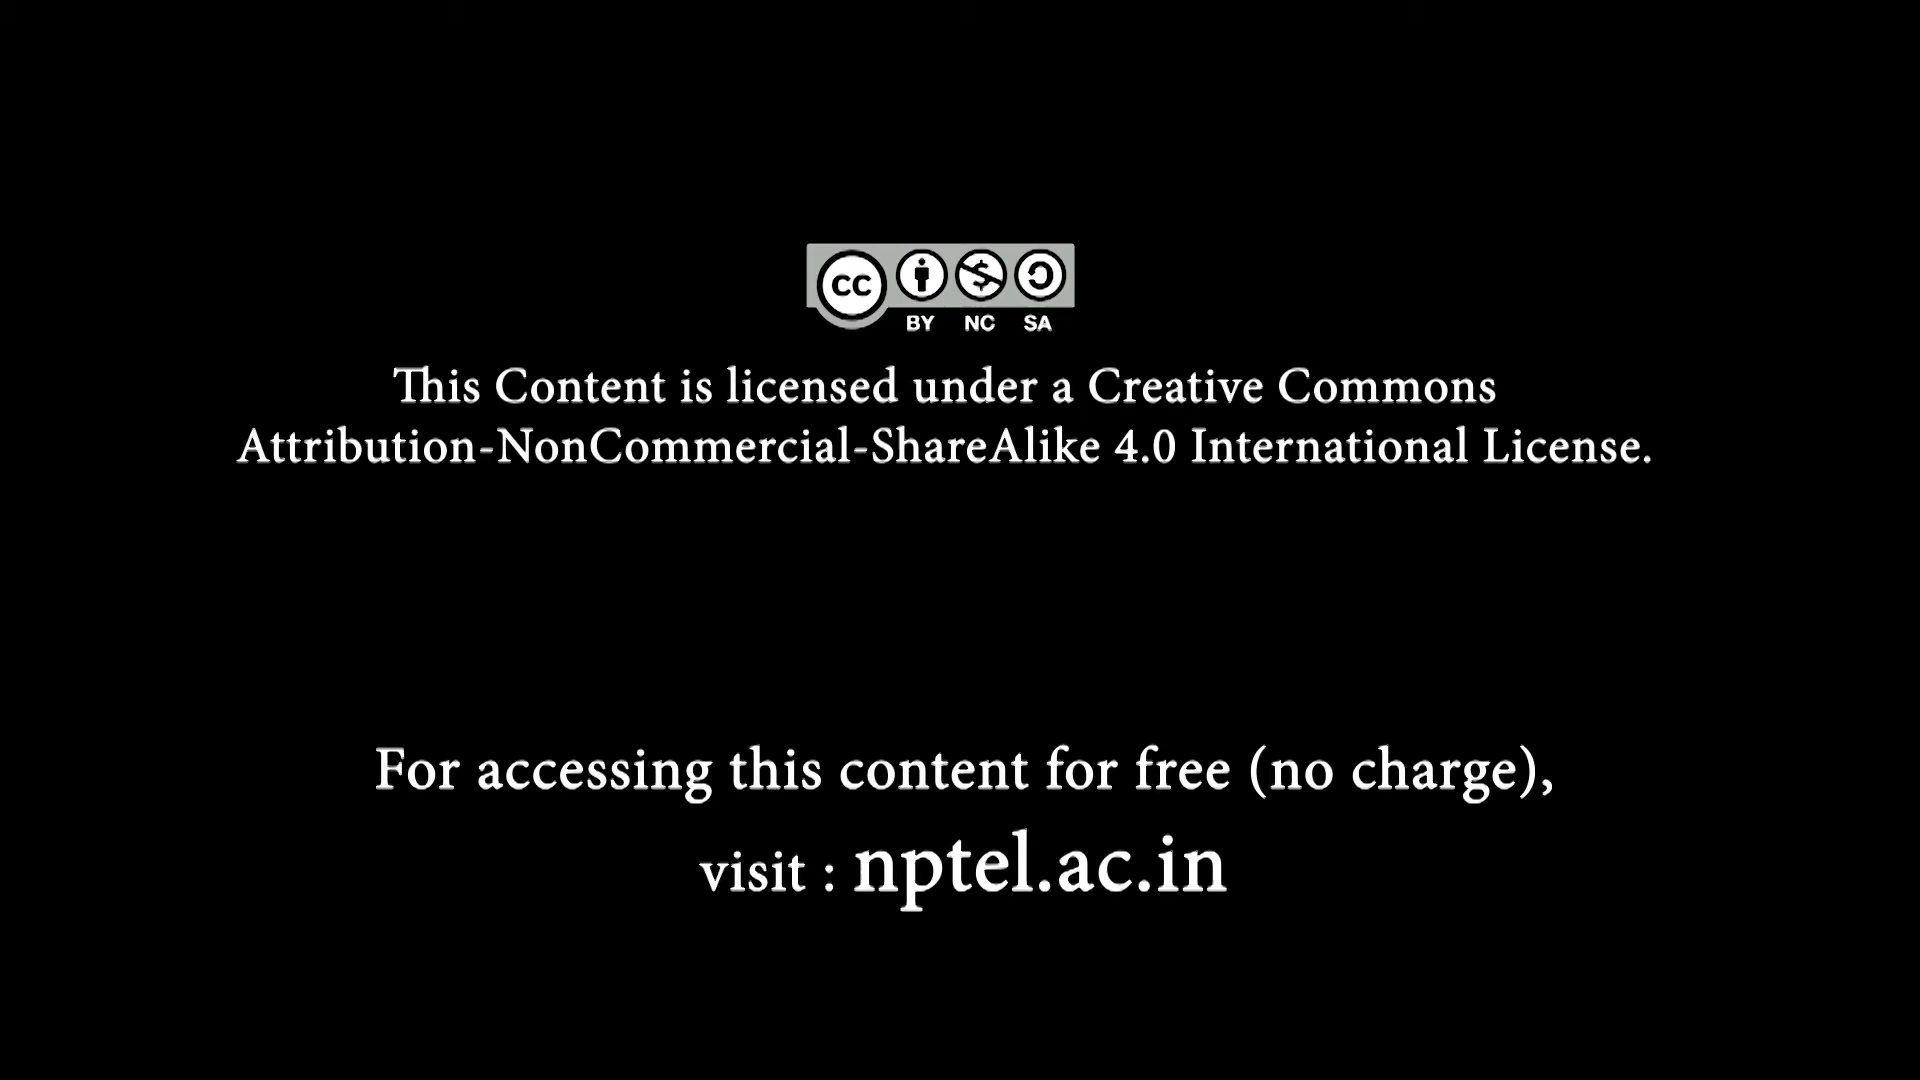 cc
BY NC SA
This Content is licensed under a Creative Commons
Attribution-NonCommercial-ShareAlike 4.0 International License.
For accessing this content for free (no charge),
visit : nptel.ac.in